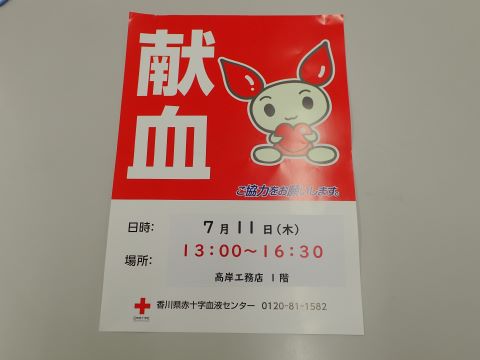 献血
ご協力をお願いします。
日時: 7月11日(木)
13:00～16:30
場所: 高岸工務店 1階
香川県赤十字血液センター 0120-81-1582